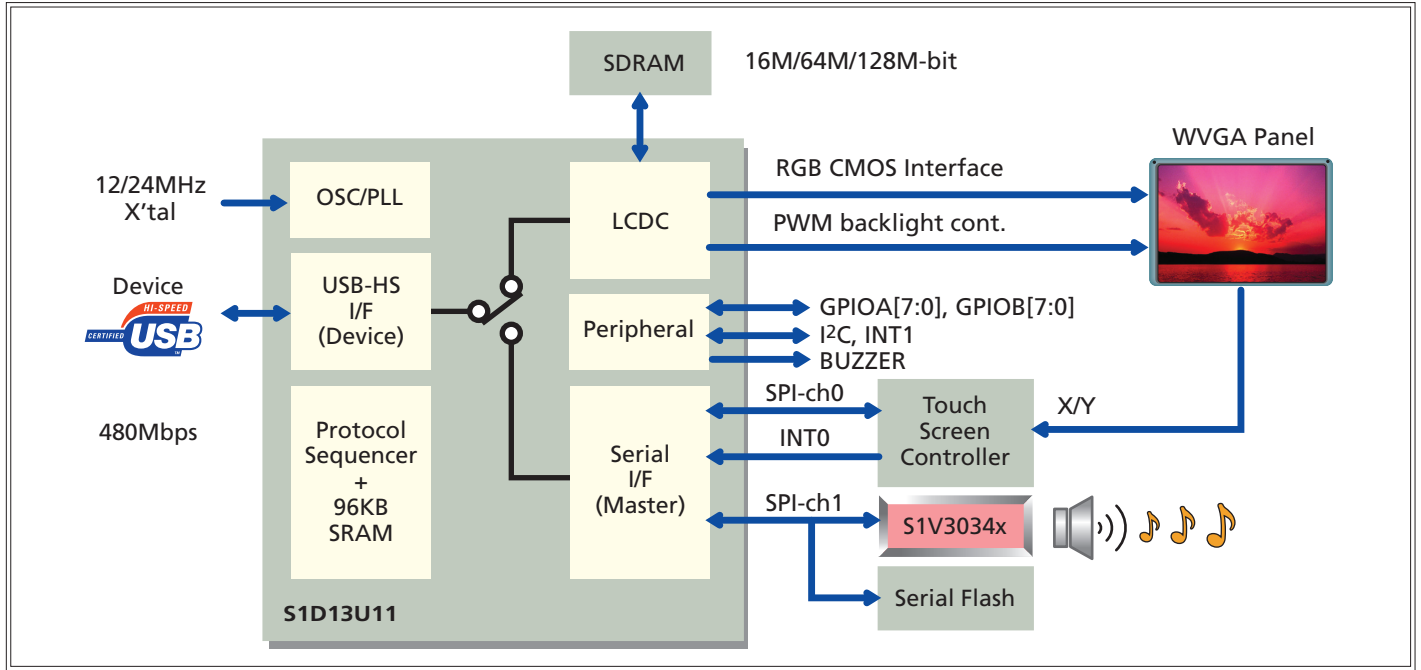 SDRAM
16M/64M/128M-bit
WVGA Panel
12/24MHz
X'tal
OSC/PLL
LCDC
RGB CMOS Interface
PWM backlight cont.
Device
HI-SPEED
CERTIFIED
USB
TM
USB-HS
I/F
(Device)
Peripheral
GPIOA[7:0], GPIOB[7:0]
I²C, INT1
BUZZER
480Mbps
Protocol
Sequencer
+
96KB
SRAM
Serial
I/F
(Master)
SPI-ch0
INT0
SPI-ch1
Touch
Screen
Controller
X/Y
S1V3034x
Serial Flash
S1D13U11